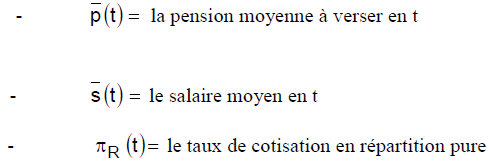 - p̅(t) = la pension moyenne à verser en t
- s̅(t) = le salaire moyen en t
- π_R (t)= le taux de cotisation en répartition pure